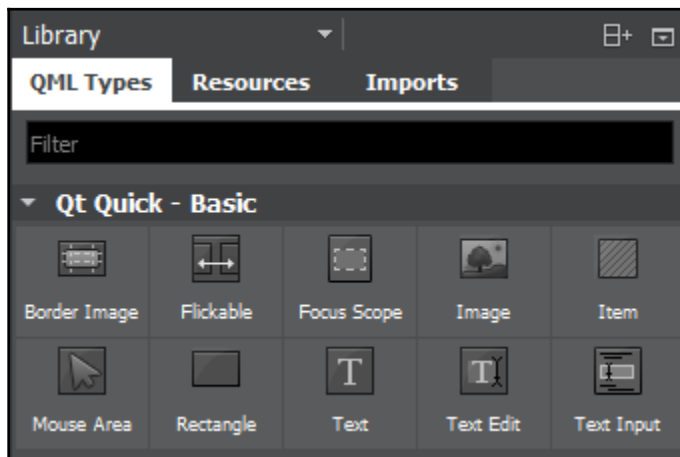 Library
QML Types Resources Imports
Filter
Qt Quick - Basic
Border Image Flickable Focus Scope Image Item
Mouse Area Rectangle Text Text Edit Text Input